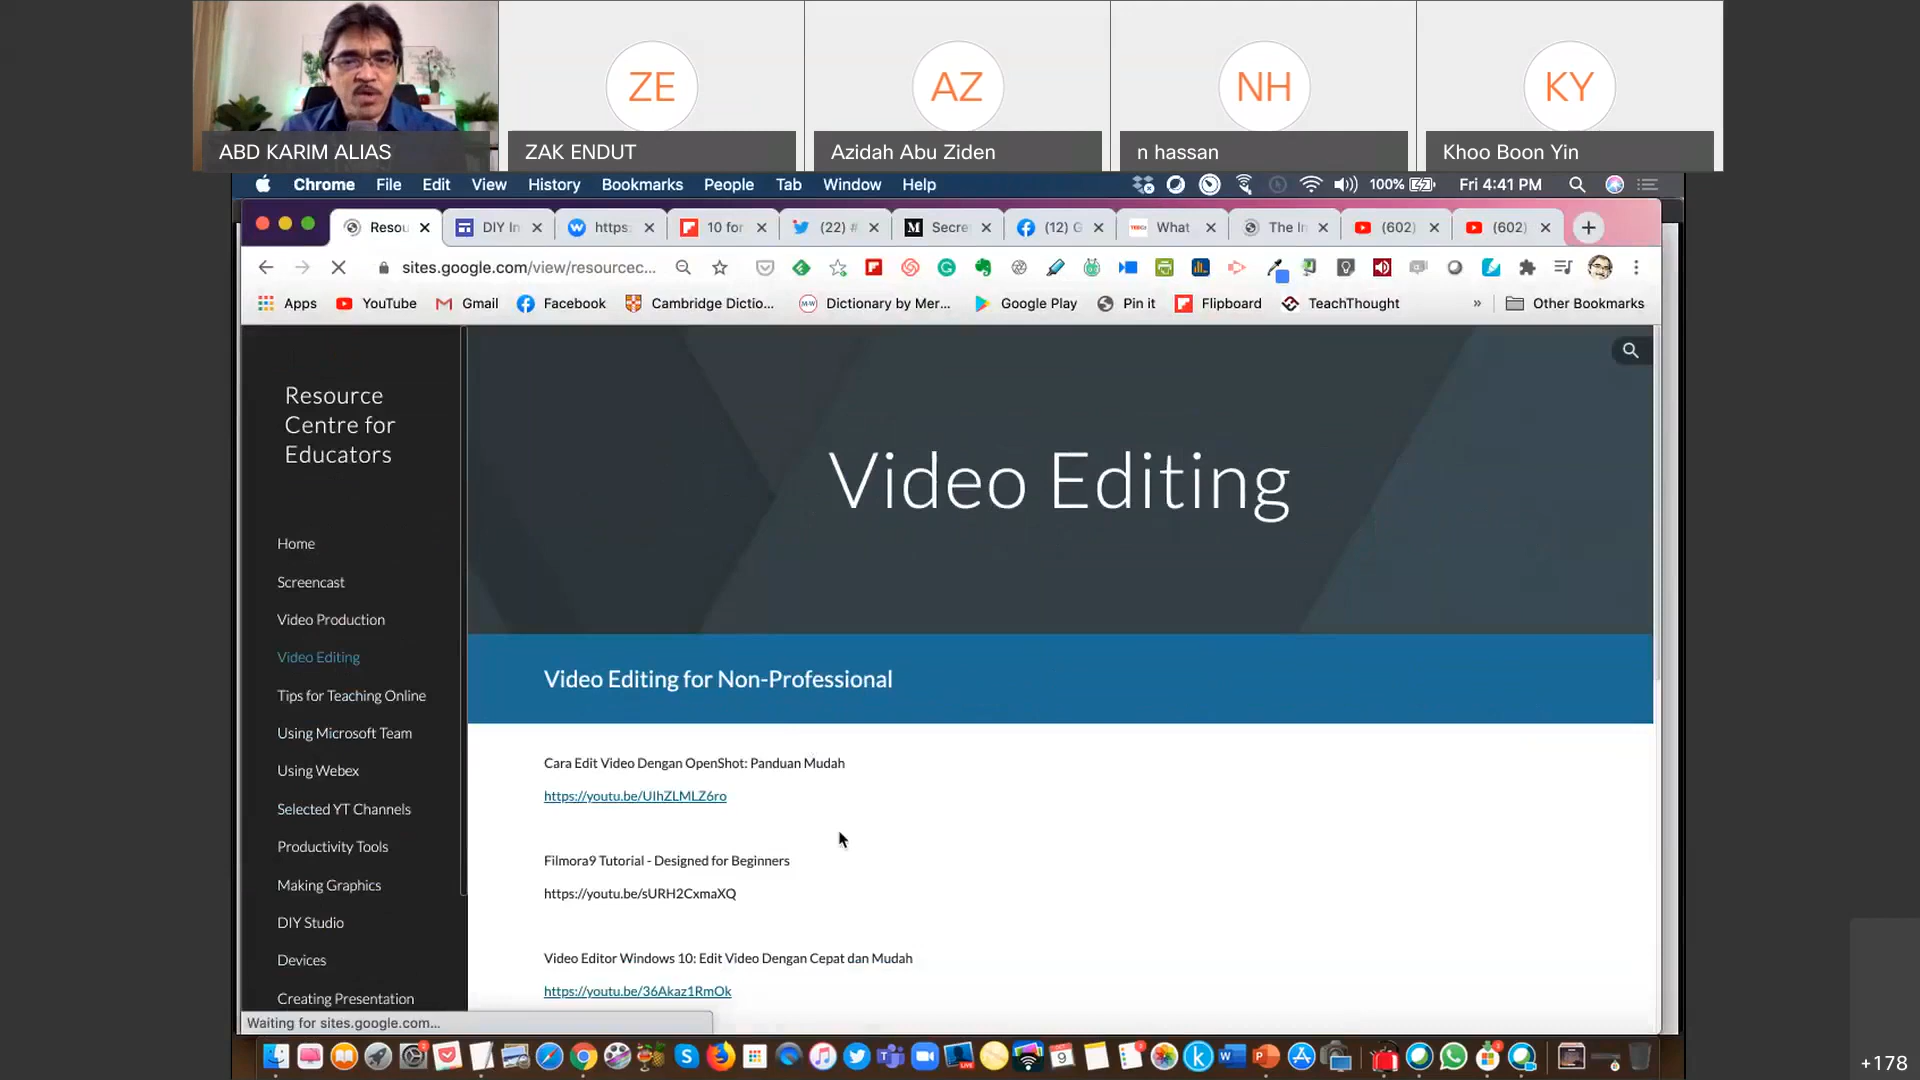 ZE
AZ
NH
KY
ABD KARIM ALIAS
ZAK ENDUT
Azidah Abu Ziden
n hassan
Khoo Boon Yin
Chrome File Edit View History Bookmarks People Tab Window Help
100%
Fri 4:41 PM
Resou
DIY In
https:
10 for
(22) #
Secre
(12) G
What
The In
(602)
(602)
sites.google.com/view/resourcec...
Apps
YouTube
Gmail
Facebook
Cambridge Dictio...
Dictionary by Mer...
Google Play
Pin it
Flipboard
TeachThought
»
Other Bookmarks
Resource
Centre for
Educators
Home
Screencast
Video Production
Video Editing
Tips for Teaching Online
Using Microsoft Team
Using Webex
Selected YT Channels
Productivity Tools
Making Graphics
DIY Studio
Devices
Creating Presentation
Video Editing
Video Editing for Non-Professional
Cara Edit Video Dengan OpenShot: Panduan Mudah
https://youtu.be/UIhZLMLZ6ro
Filmora9 Tutorial - Designed for Beginners
https://youtu.be/sURH2CxmaXQ
Video Editor Windows 10: Edit Video Dengan Cepat dan Mudah
https://youtu.be/36Akaz1RmOk
Waiting for sites.google.com...
+178